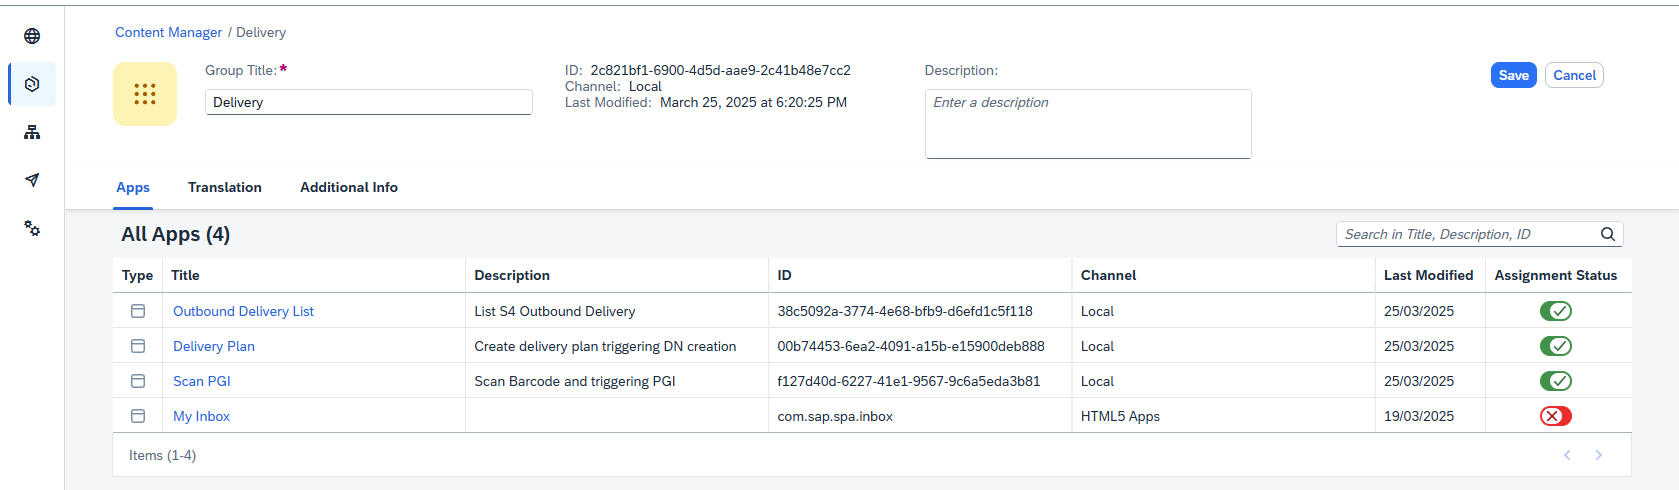 Content Manager / Delivery
Group Title:*
Delivery
ID: 2c821bf1-6900-4d5d-aae9-2c41b48e7cc2
Channel: Local
Last Modified: March 25, 2025 at 6:20:25 PM
Description:
Enter a description
Save Cancel
Apps Translation Additional Info
All Apps (4)
Search in Title, Description, ID
Type Title Description ID Channel Last Modified Assignment Status
Outbound Delivery List List S4 Outbound Delivery 38c5092a-3774-4e68-bfb9-d6efd1c5f118 Local 25/03/2025
Delivery Plan Create delivery plan triggering DN creation 00b74453-6ea2-4091-a15b-e15900deb888 Local 25/03/2025
Scan PGI Scan Barcode and triggering PGI f127d40d-6227-41e1-9567-9c6a5eda3b81 Local 25/03/2025
My Inbox com.sap.spa.inbox HTML5 Apps 19/03/2025
Items (1-4)